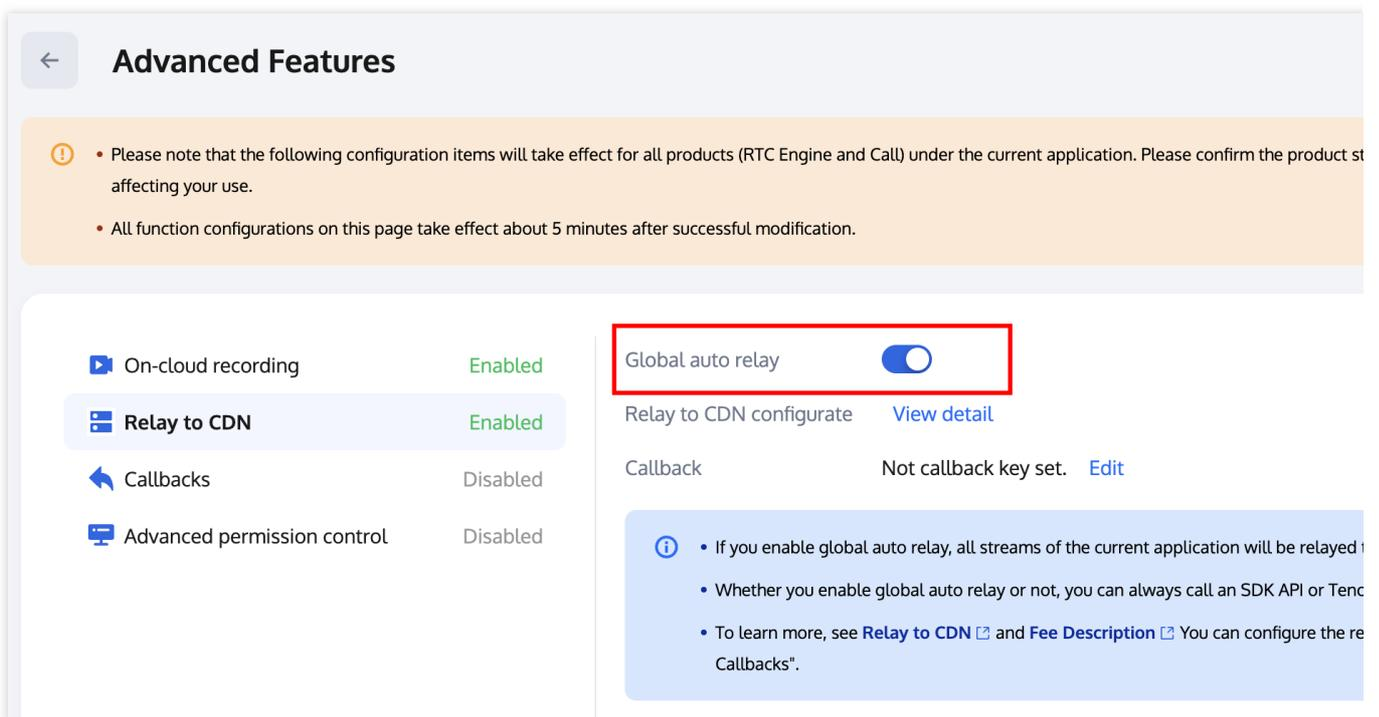 Advanced Features
• Please note that the following configuration items will take effect for all products (RTC Engine and Call) under the current application. Please confirm the product
affecting your use.
• All function configurations on this page take effect about 5 minutes after successful modification.
On-cloud recording Enabled
Relay to CDN Enabled
Callbacks Disabled
Advanced permission control Disabled
Global auto relay
Relay to CDN configurate View detail
Callback Not callback key set. Edit
• If you enable global auto relay, all streams of the current application will be relayed
• Whether you enable global auto relay or not, you can always call an SDK API or
• To learn more, see Relay to CDN and Fee Description You can configure the
Callbacks".